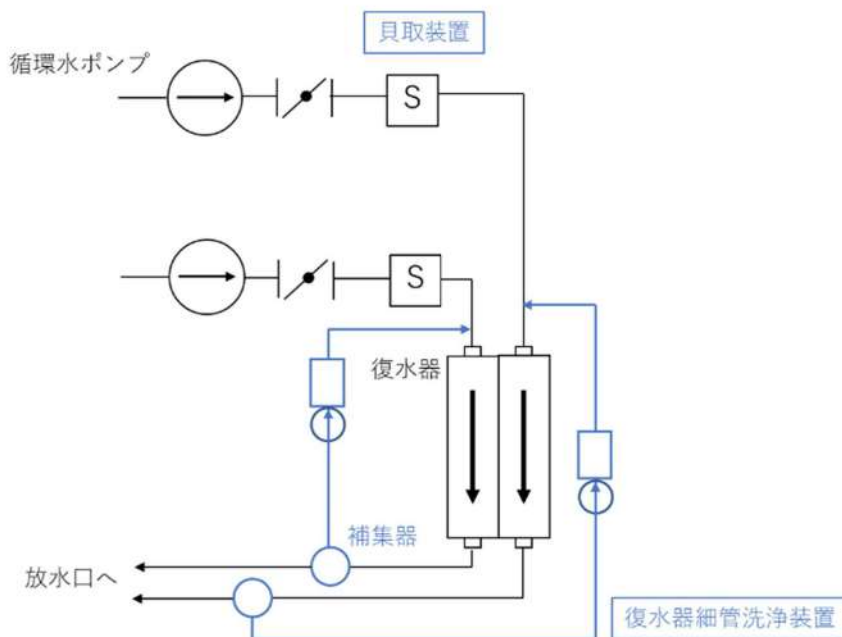 貝取装置
循環水ポンプ
S
S
復水器
補集器
放水口へ
復水器細管洗浄装置